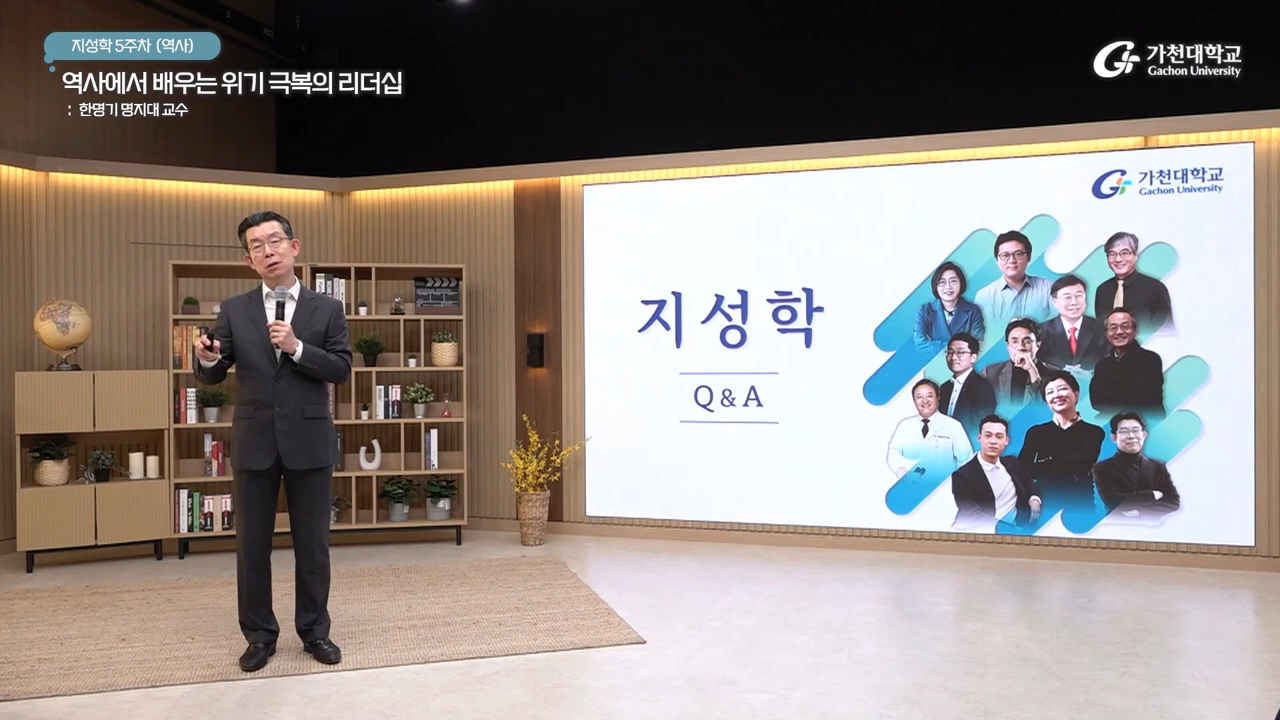 지성학 5주차 (역사)
역사에서 배우는 위기 극복의 리더십
: 한명기 명지대 교수
가천대학교
Gachon University
가천대학교
Gachon University
지성학
Q & A